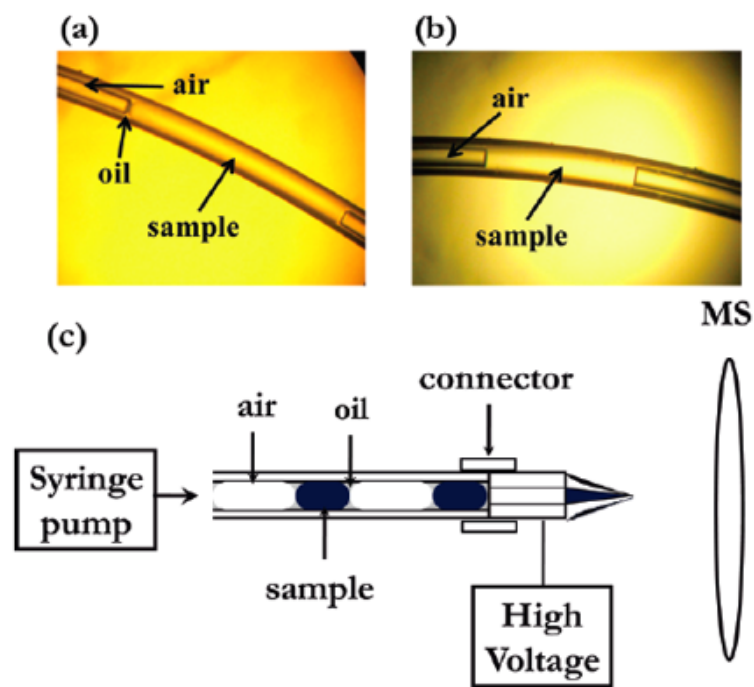 (a)
air
oil
sample
(b)
air
sample
MS
(c)
connector
air
oil
Syringe
pump
sample
High
Voltage